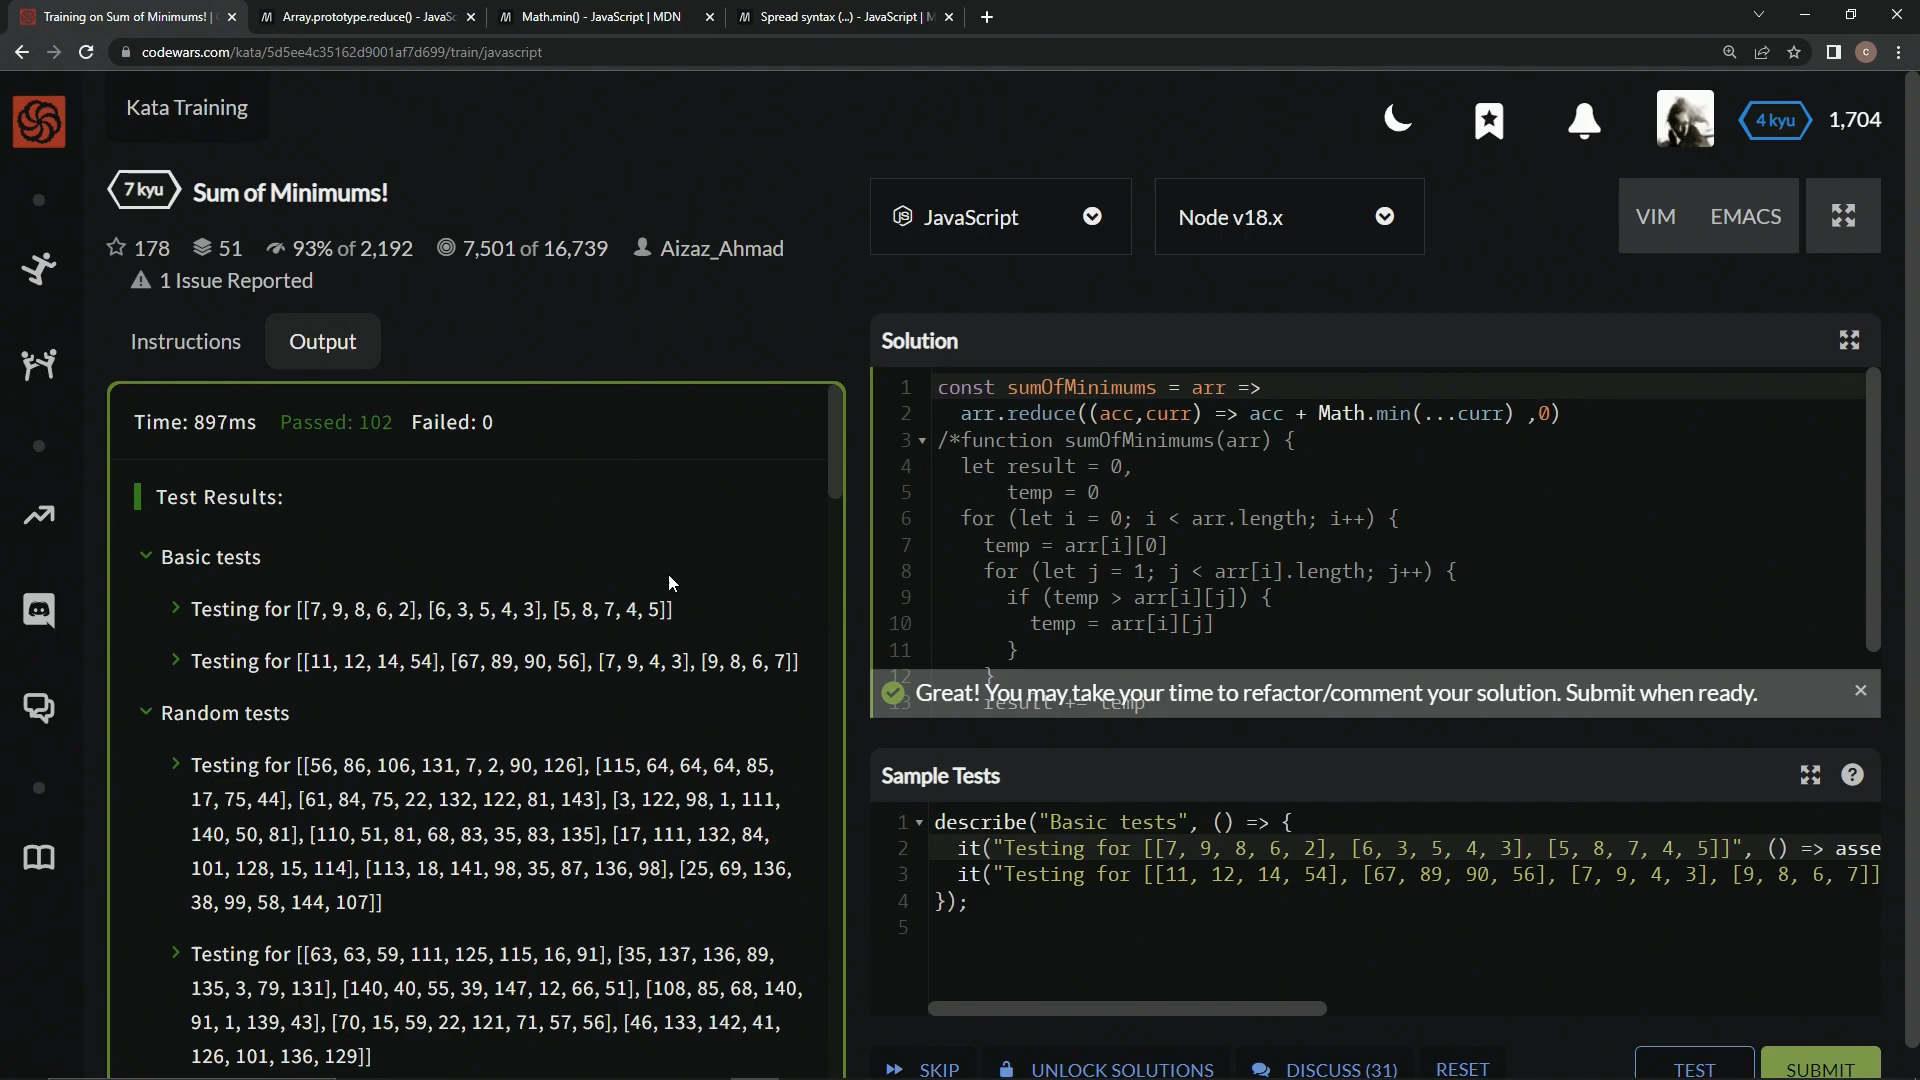 Training on Sum of Minimums! |
Array.prototype.reduce() - JavaSc
Math.min() - JavaScript | MDN
Spread syntax (...) - JavaScript | M
codewars.com/kata/5d5ee4c35162d9001af7d699/train/javascript
C
Kata Training
4 kyu 1,704
7 kyu Sum of Minimums!
178 51 93% of 2,192 7,501 of 16,739 Aizaz_Ahmad
1 Issue Reported
JavaScript
Node v18.x
VIM EMACS
Instructions Output
Time: 897ms Passed: 102 Failed: 0
Test Results:
Basic tests
Testing for [[7, 9, 8, 6, 2], [6, 3, 5, 4, 3], [5, 8, 7, 4, 5]]
Testing for [[11, 12, 14, 54], [67, 89, 90, 56], [7, 9, 4, 3], [9, 8, 6, 7]]
Random tests
Testing for [[56, 86, 106, 131, 7, 2, 90, 126], [115, 64, 64, 64, 85,
17, 75, 44], [61, 84, 75, 22, 132, 122, 81, 143], [3, 122, 98, 1, 111,
140, 50, 81], [110, 51, 81, 68, 83, 35, 83, 135], [17, 111, 132, 84,
101, 128, 15, 114], [113, 18, 141, 98, 35, 87, 136, 98], [25, 69, 136,
38, 99, 58, 144, 107]]
Testing for [[63, 63, 59, 111, 125, 115, 16, 91], [35, 137, 136, 89,
135, 3, 79, 131], [140, 40, 55, 39, 147, 12, 66, 51], [108, 85, 68, 140,
91, 1, 139, 43], [70, 15, 59, 22, 121, 71, 57, 56], [46, 133, 142, 41,
126, 101, 136, 129]]
Solution
1 const sumOfMinimums = arr =>
2 arr.reduce((acc,curr) => acc + Math.min(...curr) ,0)
3 /*function sumOfMinimums(arr) {
4 let result = 0,
5 temp = 0
6 for (let i = 0; i < arr.length; i++) {
7 temp = arr[i][0]
8 for (let j = 1; j < arr[i].length; j++) {
9 if (temp > arr[i][j]) {
10 temp = arr[i][j]
11 }
12 }
13 result += temp
Great! You may take your time to refactor/comment your solution. Submit when ready.
Sample Tests
1 describe("Basic tests", () => {
2 it("Testing for [[7, 9, 8, 6, 2], [6, 3, 5, 4, 3], [5, 8, 7, 4, 5]]", () => asse
3 it("Testing for [[11, 12, 14, 54], [67, 89, 90, 56], [7, 9, 4, 3], [9, 8, 6, 7]]
4 });
5
SKIP UNLOCK SOLUTIONS DISCUSS (31) RESET TEST SUBMIT